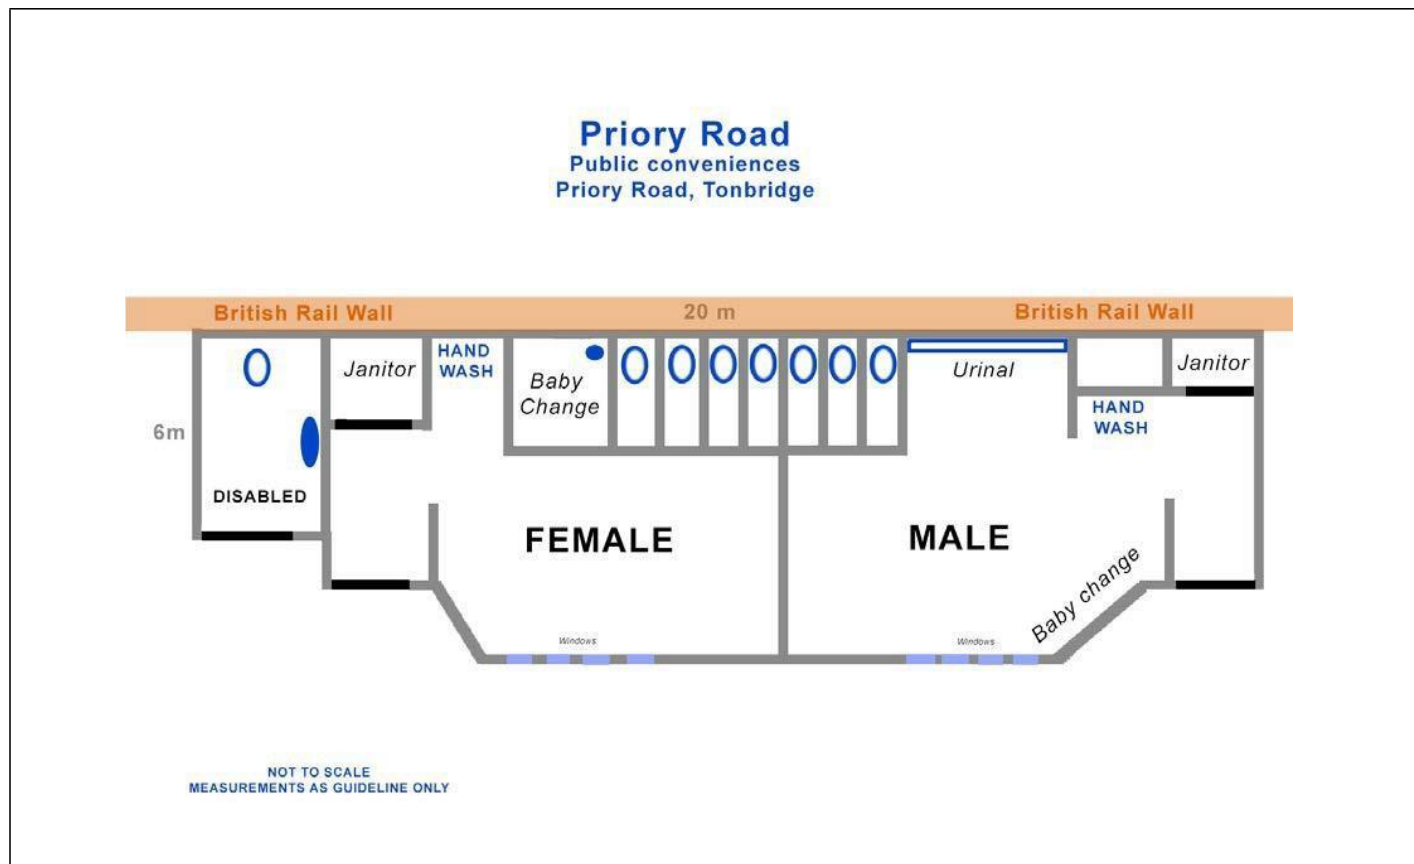 Priory Road
Public conveniences
Priory Road, Tonbridge
British Rail Wall
20 m
British Rail Wall
6m
DISABLED
Janitor
HAND
WASH
Baby
Change
Urinal
Janitor
HAND
WASH
FEMALE
MALE
Baby change
Windows
Windows
NOT TO SCALE
MEASUREMENTS AS GUIDELINE ONLY